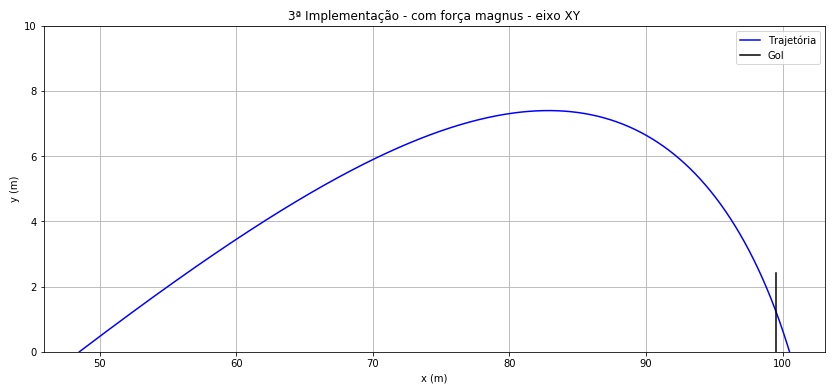 3ª Implementação - com força magnus - eixo XY
Trajetória
Gol
y (m)
10
8
6
4
2
0
50 60 70 80 90 100
x (m)